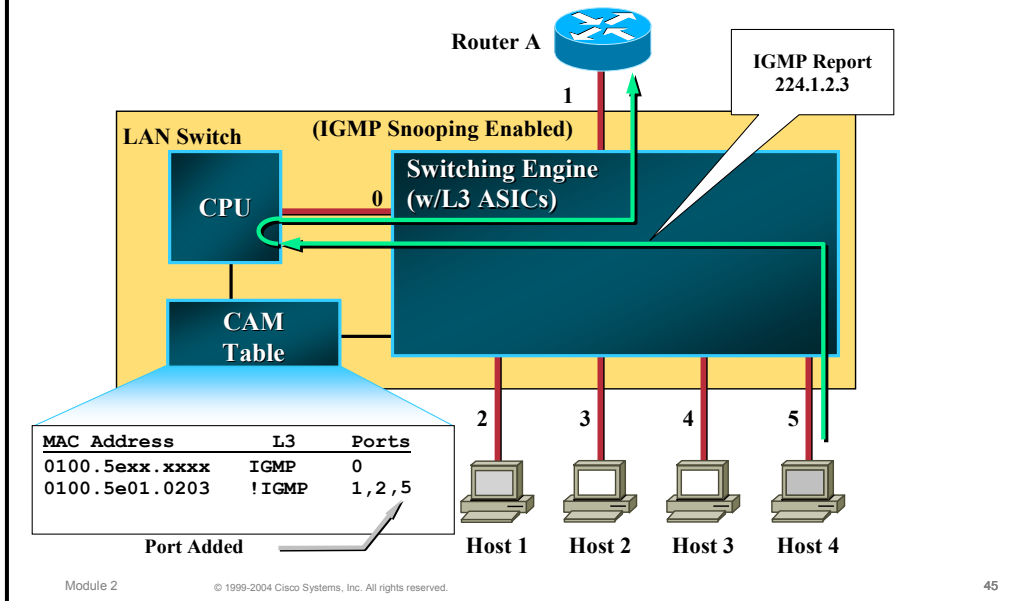 Router A
IGMP Report
224.1.2.3
1
LAN Switch
(IGMP Snooping Enabled)
Switching Engine
(w/L3 ASICs)
CPU
0
CAM
Table
2
3
4
5
MAC Address L3 Ports
0100.5exx.xxxx IGMP 0
0100.5e01.0203 !IGMP 1,2,5
Port Added
Host 1
Host 2
Host 3
Host 4
Module 2
© 1999-2004 Cisco Systems, Inc. All rights reserved.
45